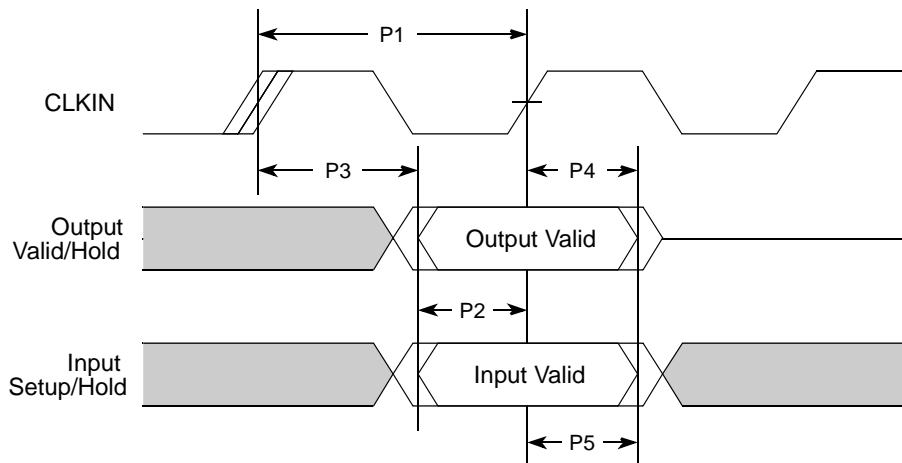 P1
CLKIN
P3
P4
Output
Valid/Hold
Output Valid
P2
Input
Setup/Hold
Input Valid
P5